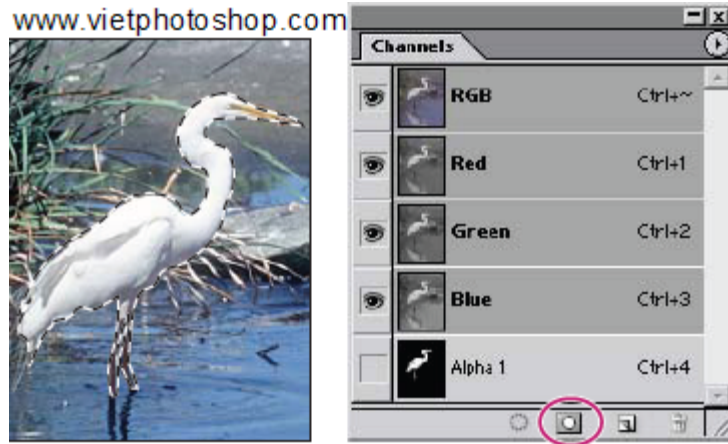 www.vietphotoshop.com
Channels
RGB Ctrl+~
Red Ctrl+1
Green Ctrl+2
Blue Ctrl+3
Alpha 1 Ctrl+4